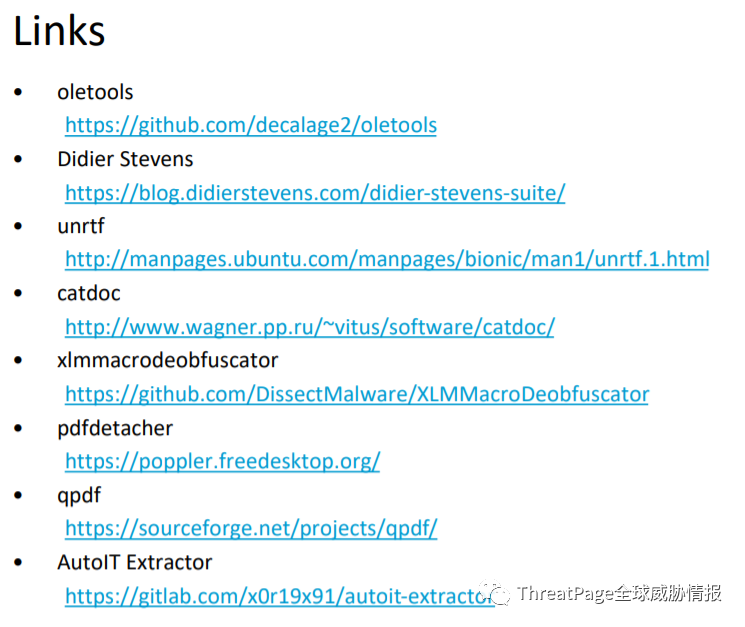 Links
• oletools
https://github.com/decalage2/oletools
• Didier Stevens
https://blog.didierstevens.com/didier-stevens-suite/
• unrtf
http://manpages.ubuntu.com/manpages/bionic/man1/unrtf.1.html
• catdoc
http://www.wagner.pp.ru/~vitus/software/catdoc/
• xlmmacrodeobfuscator
https://github.com/DissectMalware/XLMMacroDeobfuscator
• pdfdetacher
https://poppler.freedesktop.org/
• qpdf
https://sourceforge.net/projects/qpdf/
• AutoIT Extractor
https://gitlab.com/x0r19x91/autoit-extractor
ThreatPage全球威胁情报